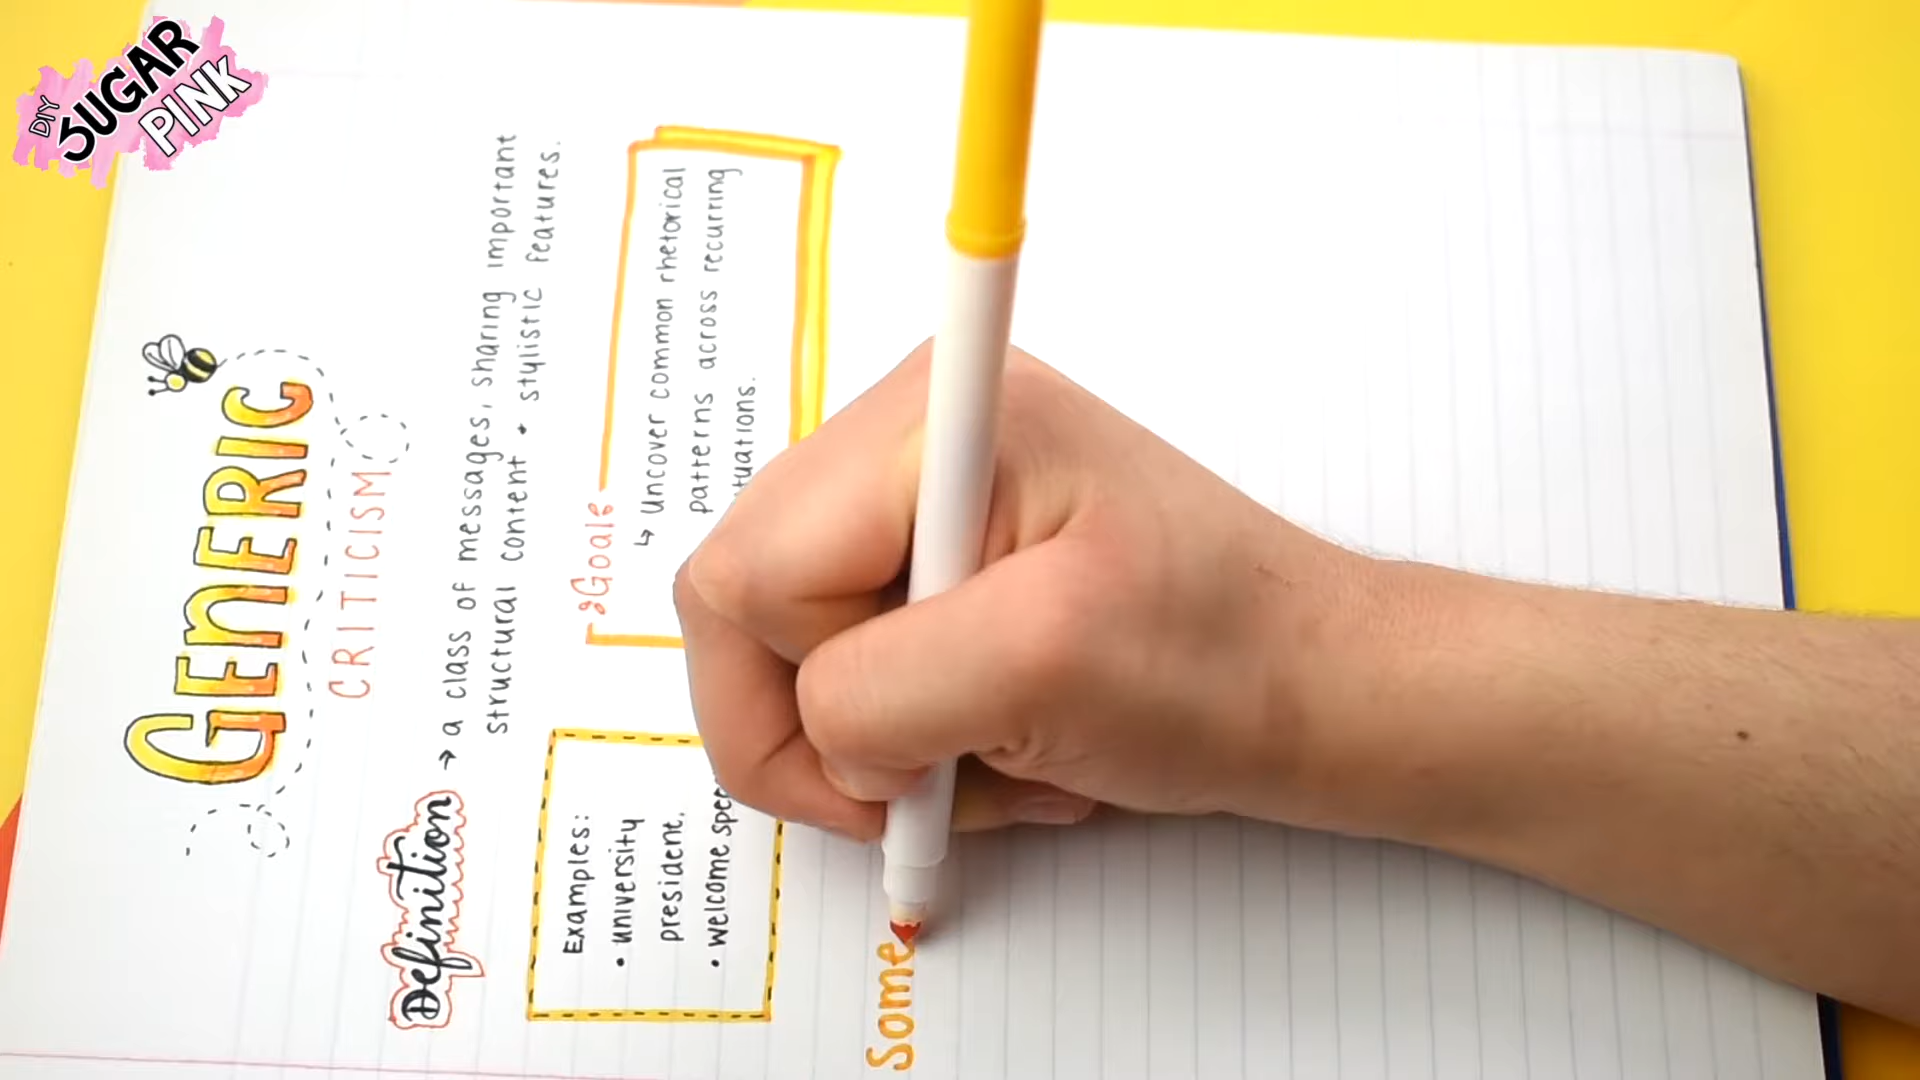 DIY
SUGAR
PINK
GENERIC
CRITICISM
Definition → a class of messages, sharing important
structural content + stylistic features.
Examples:
• university
president,
• welcome
Goals
↳ uncover common rhetorical
patterns across recurring
Some